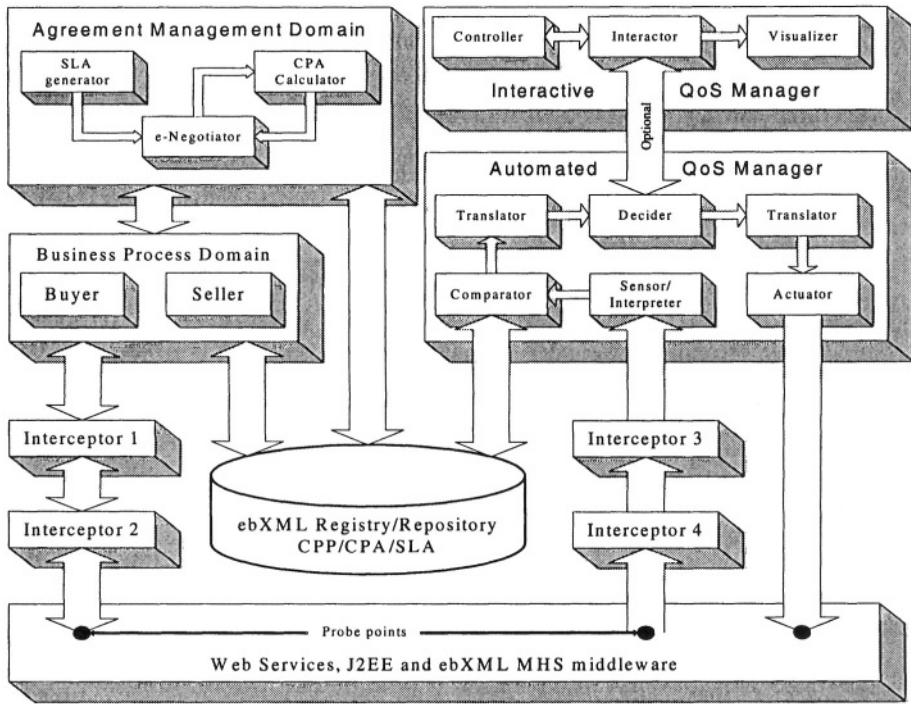 Agreement Management Domain
SLA
generator
CPA
Calculator
e-Negotiator
Controller
Interactor
Visualizer
Interactive QoS Manager
Optional
Automated QoS Manager
Translator
Decider
Translator
Comparator
Sensor/
Interpreter
Actuator
Business Process Domain
Buyer
Seller
Interceptor 1
Interceptor 2
Interceptor 3
Interceptor 4
ebXML Registry/Repository
CPP/CPA/SLA
Probe points
Web Services, J2EE and ebXML MHS middleware